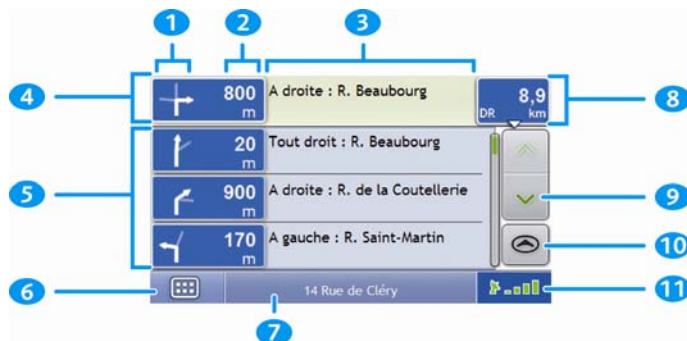 1 2 3
4 800 m A droite : R. Beaubourg 8,9 DR km 8
5 20 m Tout droit : R. Beaubourg
900 m A droite : R. de la Coutellerie 9
170 m A gauche : R. Saint-Martin 10
6 14 Rue de Cléry 11
7